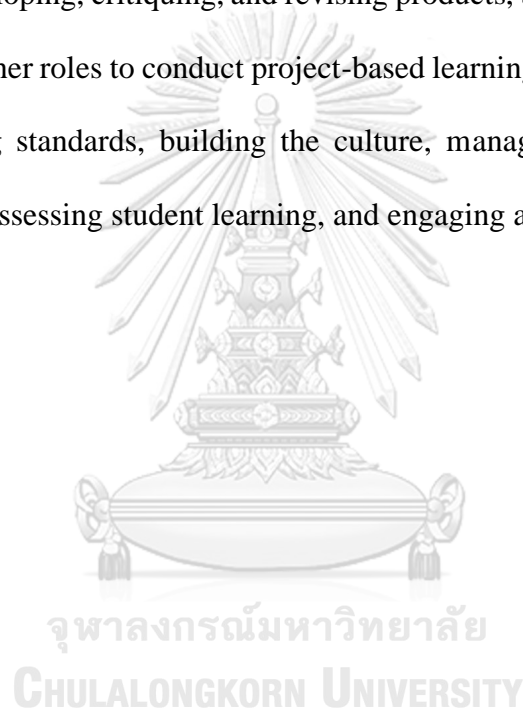 loping, critiquing, and revising products,
ner roles to conduct project-based learning
g standards, building the culture, manag
ssessing student learning, and engaging a
จุฬาลงกรณ์มหาวิทยาลัย
CHULALONGKORN UNIVERSITY